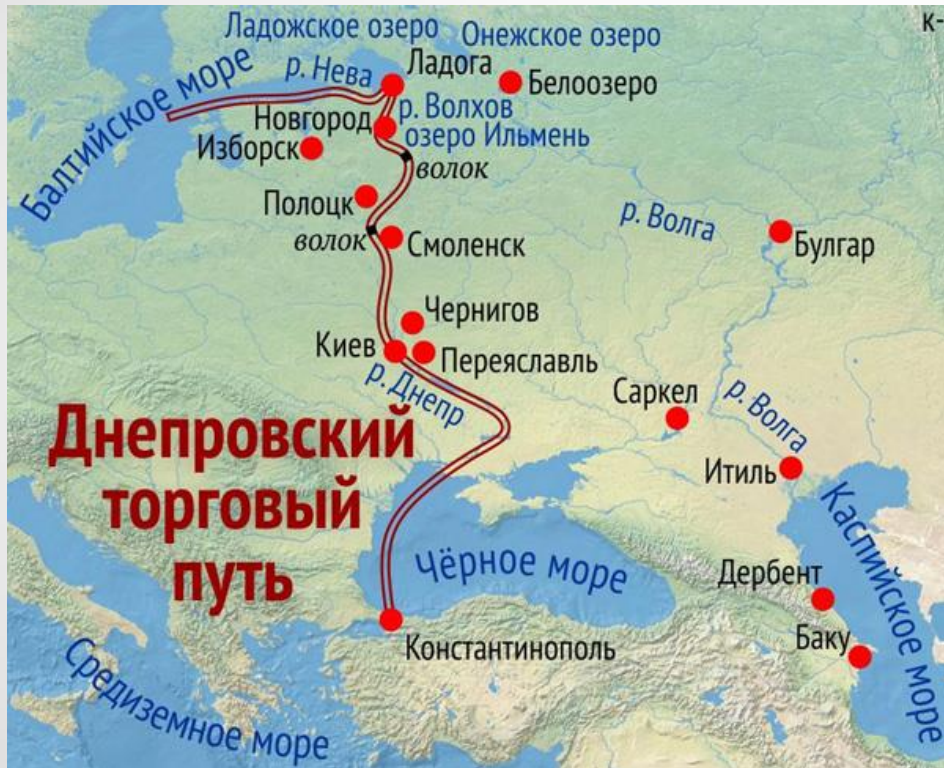 К-
Ладожское озеро
Онежское озеро
Балтийское море
р. Нева
Ладога
Белоозеро
р. Волхов
Новгород
озеро Ильмень
Изборск
волок
Полоцк
р. Волга
Булгар
волок
Смоленск
Чернигов
Киев
Переяславль
р. Днепр
Саркел
р. Волга
Днепровский
торговый
путь
Итиль
Каспийское море
Чёрное море
Дербент
Баку
Константинополь
Средиземное море